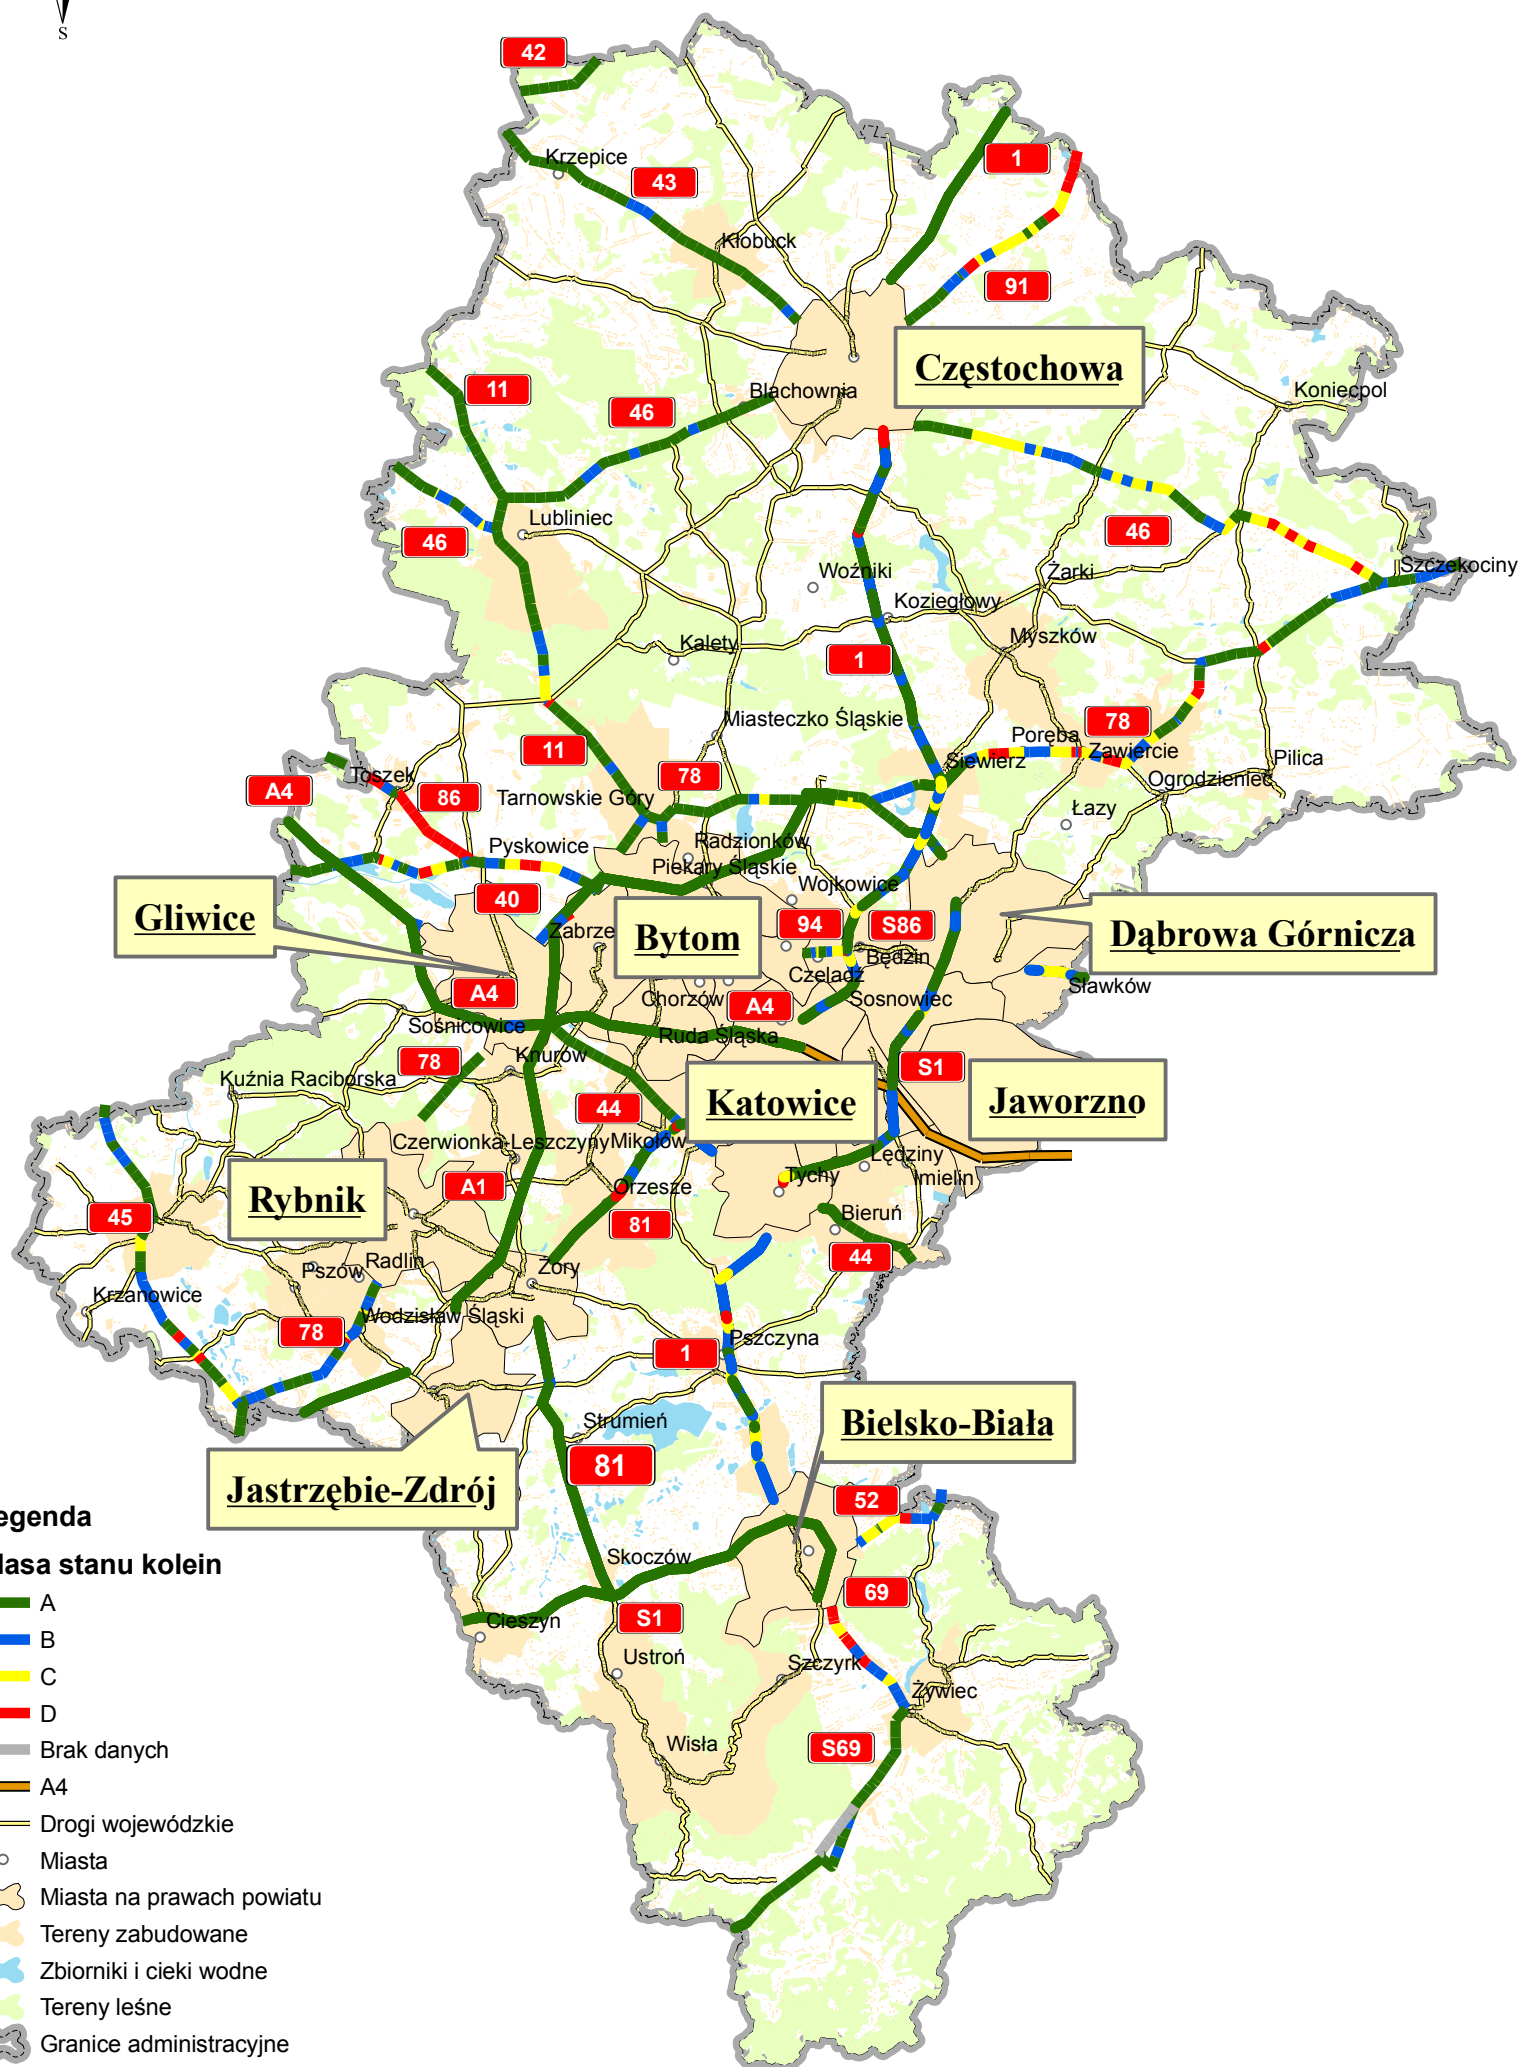 S
42
1
Krzepice
43
Kłobuck
91
Częstochowa
11
46
Blachownia
Koniecpol
Lubliniec
46
46
Woźniki
Żarki
Szczekociny
Koziegłowy
Myszków
Kalety
1
Miasteczko Śląskie
78
11
Poręba
Zawiercie
Siewierz
Pilica
Toszek
78
A4
86
Tarnowskie Góry
Ogrodzieniec
Łazy
Pyskowice
Radzionków
Piekary Śląskie
Wojkowice
40
Gliwice
Bytom
94
S86
Dąbrowa Górnicza
Zabrze
Będzin
Czeladź
Sławków
A4
Chorzów
A4
Sosnowiec
Sośnicowice
Ruda Śląska
78
Knurów
S1
Kuźnia Raciborska
44
Katowice
Jaworzno
Czerwionka-Leszczyny
Mikołów
Lędziny
Tychy
Imielin
A1
Orzesze
Rybnik
45
81
Bieruń
44
Radlin
Pszów
Żory
Krzanowice
Wodzisław Śląski
78
1
Pszczyna
Strumień
Bielsko-Biała
81
Jastrzębie-Zdrój
52
egenda
Skoczów
lasa stanu kolein
69
A
Cieszyn
S1
B
Ustroń
Szczyrk
C
Żywiec
D
Wisła
S69
Brak danych
A4
Drogi wojewódzkie
Miasta
Miasta na prawach powiatu
Tereny zabudowane
Zbiorniki i cieki wodne
Tereny leśne
Granice administracyjne